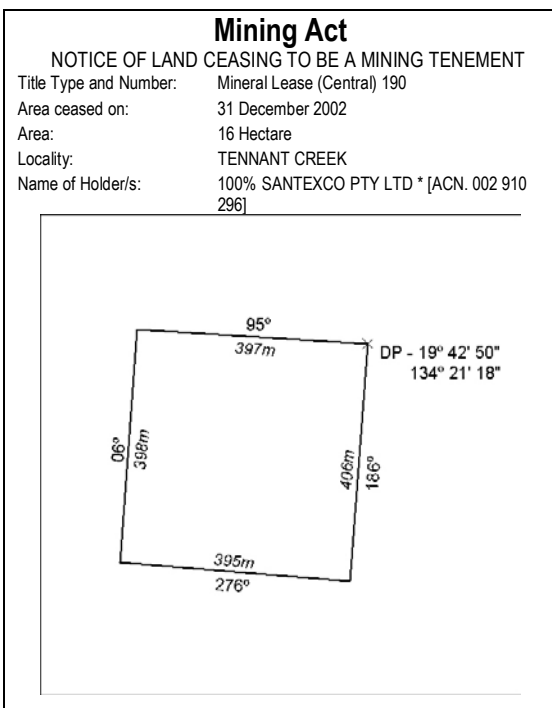 Mining Act
NOTICE OF LAND CEASING TO BE A MINING TENEMENT
Title Type and Number: Mineral Lease (Central) 190
Area ceased on: 31 December 2002
Area: 16 Hectare
Locality: TENNANT CREEK
Name of Holder/s: 100% SANTEXCO PTY LTD * [ACN. 002 910
296]
95º
397m
DP - 19º 42' 50"
134º 21' 18"
06º
398m
406m
186º
395m
276º